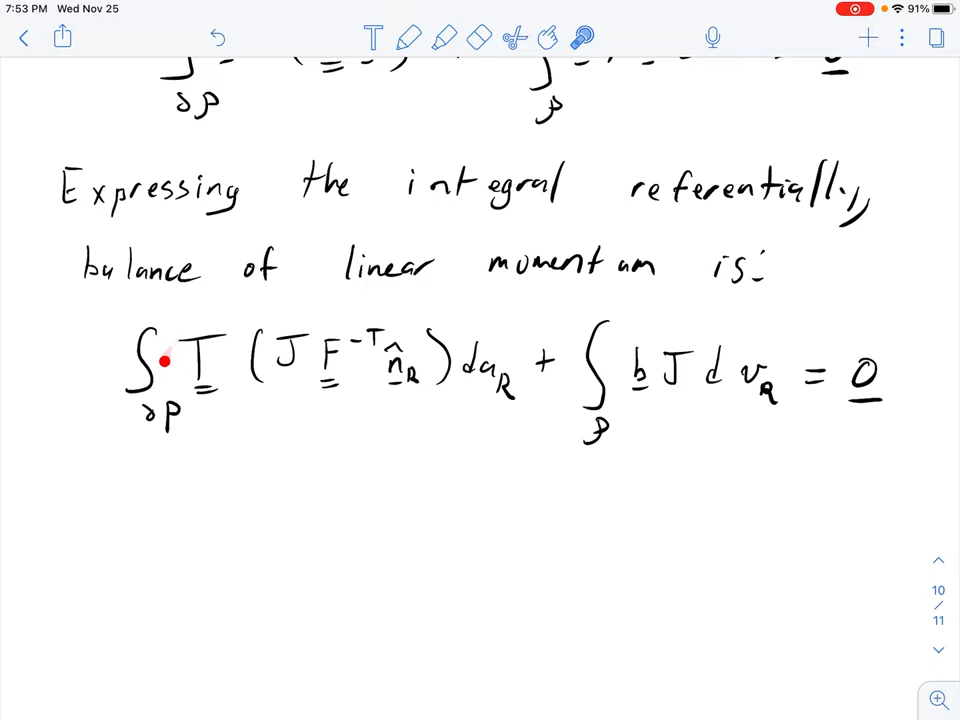 7:53 PM Wed Nov 25 91%
T
∂P P
Expressing the integral referentially,
balance of linear momentum is:
∫_∂P T (J F^-T n̂_R) da_R + ∫_P b J dv_R = 0
10
/
11